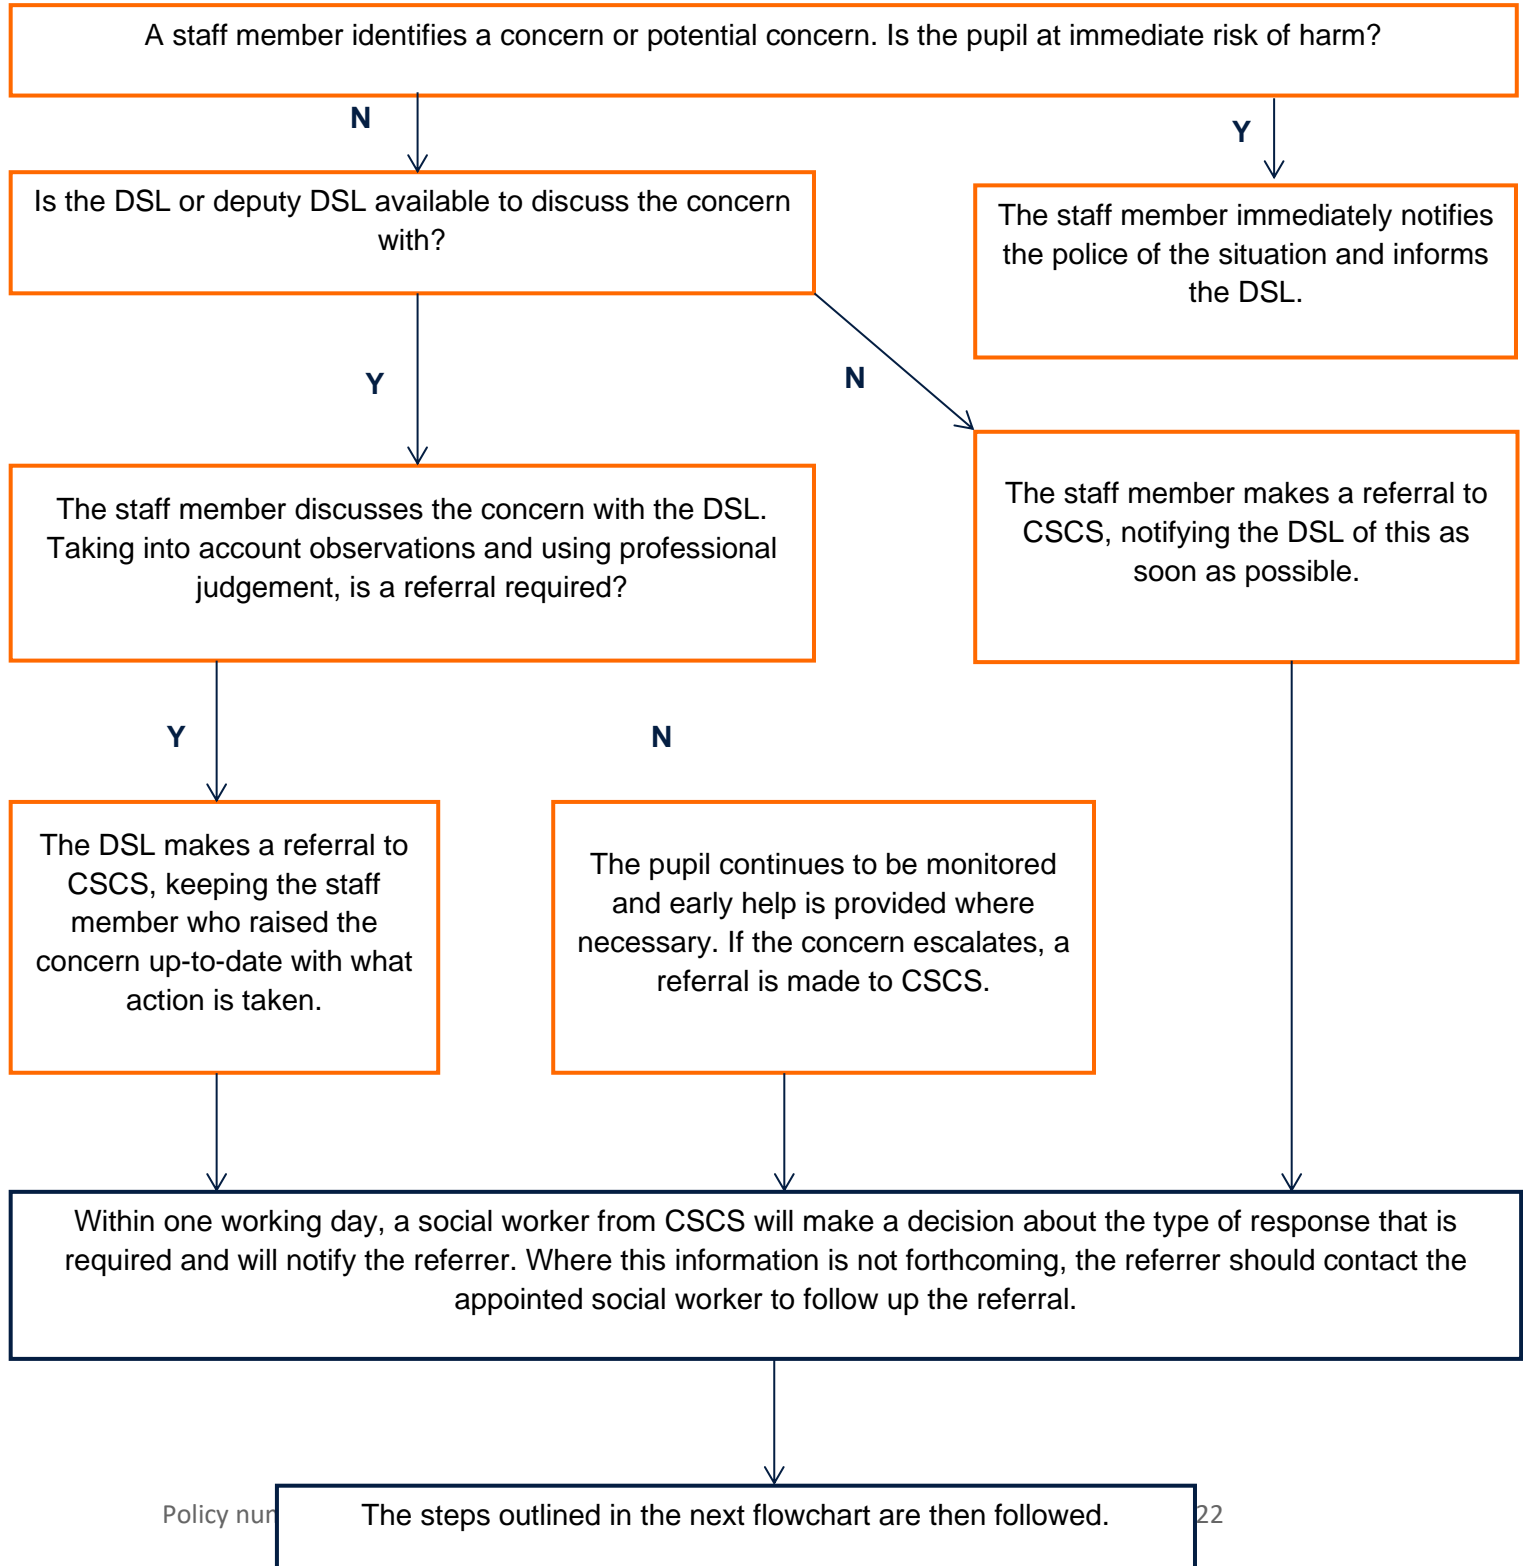 A staff member identifies a concern or potential concern. Is the pupil at immediate risk of harm?
N
Y
Is the DSL or deputy DSL available to discuss the concern
with?
The staff member immediately notifies
the police of the situation and informs
the DSL.
Y
N
The staff member discusses the concern with the DSL.
Taking into account observations and using professional
judgement, is a referral required?
The staff member makes a referral to
CSCS, notifying the DSL of this as
soon as possible.
Y
N
The DSL makes a referral to
CSCS, keeping the staff
member who raised the
concern up-to-date with what
action is taken.
The pupil continues to be monitored
and early help is provided where
necessary. If the concern escalates, a
referral is made to CSCS.
Within one working day, a social worker from CSCS will make a decision about the type of response that is
required and will notify the referrer. Where this information is not forthcoming, the referrer should contact the
appointed social worker to follow up the referral.
The steps outlined in the next flowchart are then followed.
Policy
22